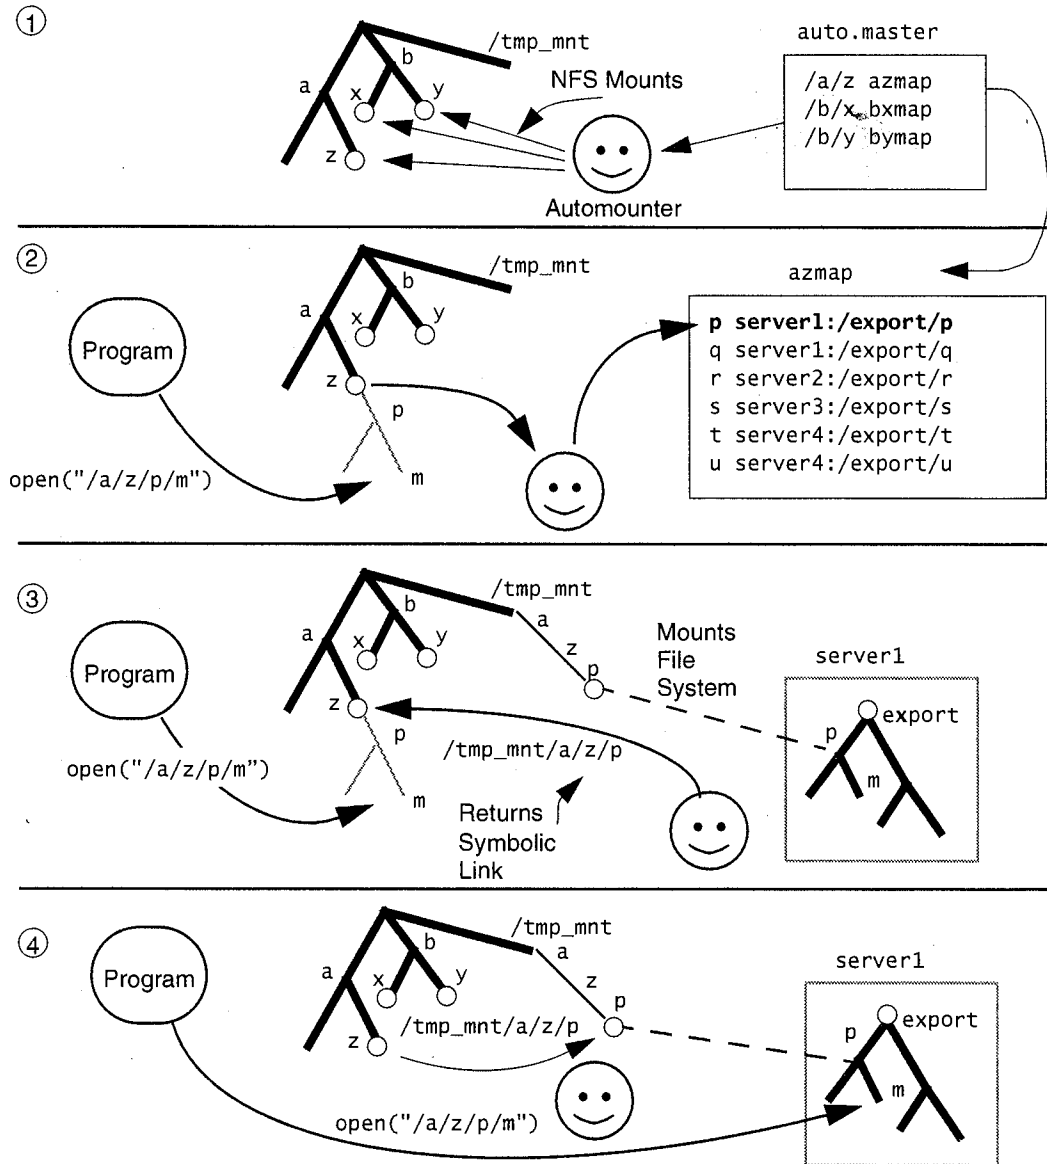 1
/tmp_mnt
auto.master
a
b
x
y
z
NFS Mounts
/a/z azmap
/b/x bxmap
/b/y bymap
Automounter
2
/tmp_mnt
azmap
Program
a
b
x
y
z
p
m
open("/a/z/p/m")
p server1:/export/p
q server1:/export/q
r server2:/export/r
s server3:/export/s
t server4:/export/t
u server4:/export/u
3
/tmp_mnt
Program
a
b
x
y
z
p
m
a
z
p
Mounts
File
System
server1
export
p
m
/tmp_mnt/a/z/p
open("/a/z/p/m")
Returns
Symbolic
Link
4
/tmp_mnt
Program
a
b
x
y
z
a
z
p
/tmp_mnt/a/z/p
server1
export
p
m
open("/a/z/p/m")